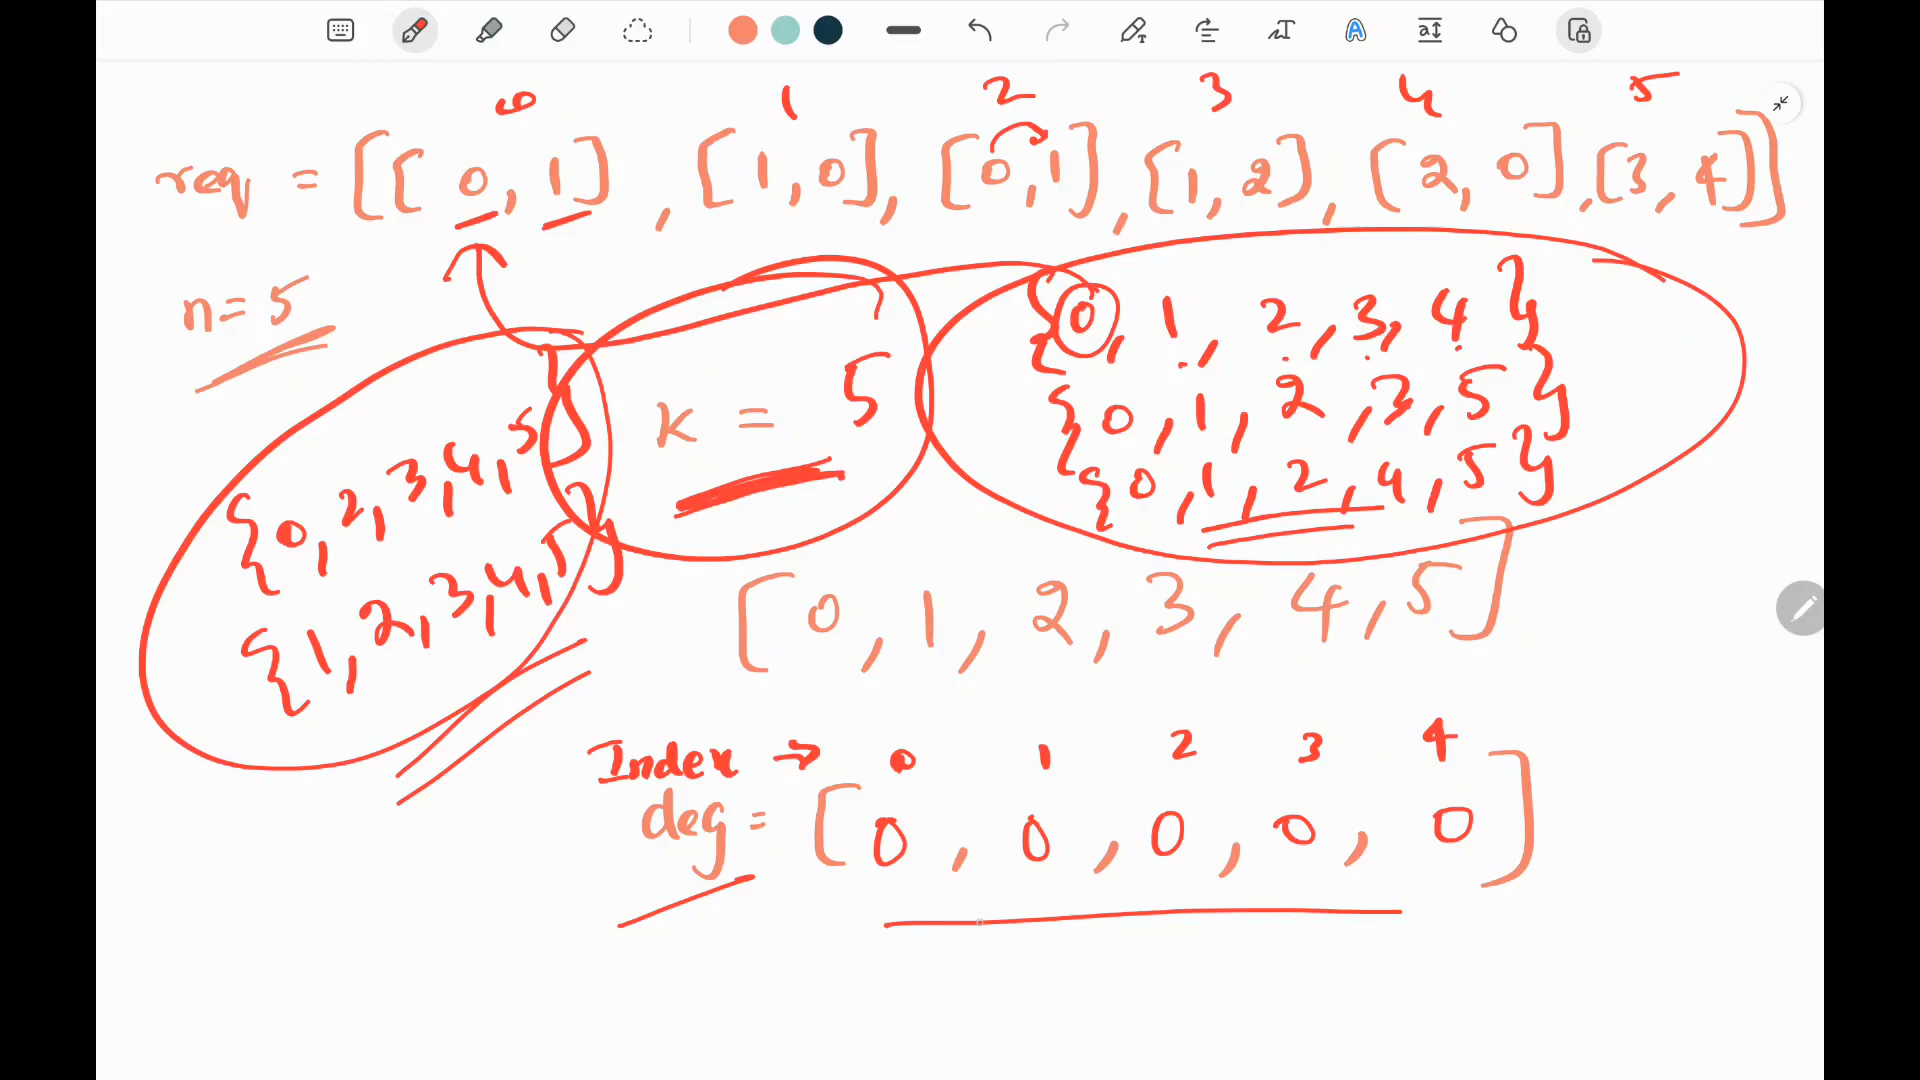 0 1 2 3 4 5
req = [[0, 1], [1, 0], [0, 1], [1, 2], [2, 0], [3, 4]]
n = 5
{0, 1, 2, 3, 4}
k = 5
{0, 1, 2, 3, 5}
{0, 1, 2, 4, 5}
{0, 2, 3, 4, 5}
{1, 2, 3, 4, 5}
[0, 1, 2, 3, 4, 5]
Index → 0 1 2 3 4
deg = [0, 0, 0, 0, 0]